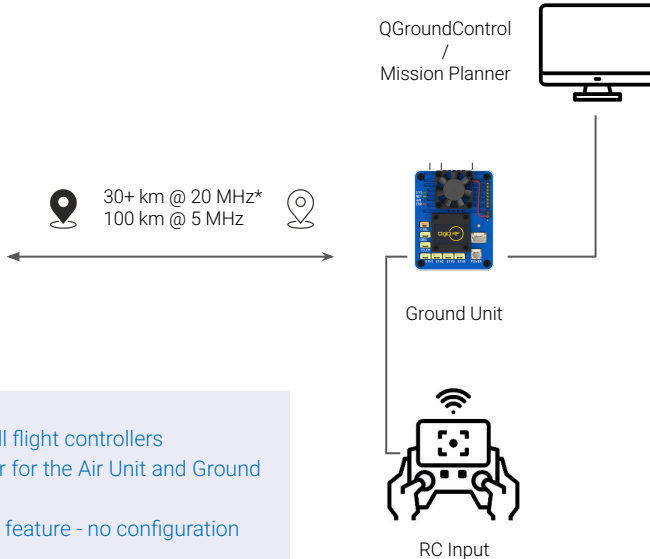 QGroundControl
/
Mission Planner
30+ km @ 20 MHz*
100 km @ 5 MHz
Ground Unit
ll flight controllers
r for the Air Unit and Ground
feature - no configuration
RC Input